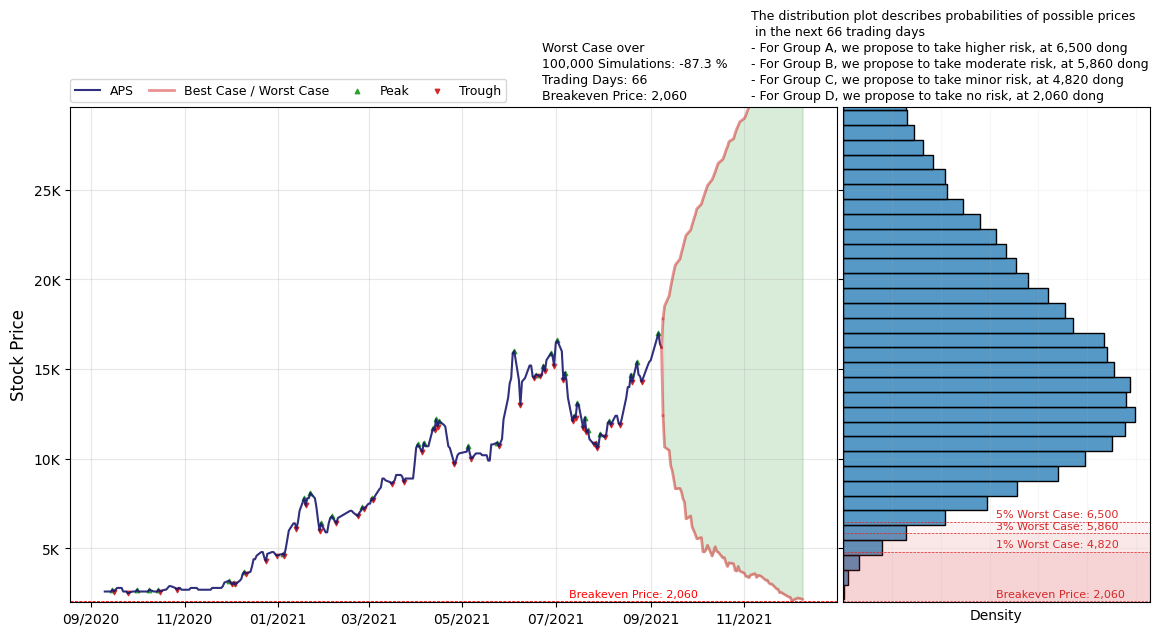 The distribution plot describes probabilities of possible prices
in the next 66 trading days
- For Group A, we propose to take higher risk, at 6,500 dong
- For Group B, we propose to take moderate risk, at 5,860 dong
- For Group C, we propose to take minor risk, at 4,820 dong
- For Group D, we propose to take no risk, at 2,060 dong
Worst Case over
100,000 Simulations: -87.3 %
Trading Days: 66
Breakeven Price: 2,060
APS
Best Case / Worst Case
Peak
Trough
Stock Price
25K
20K
15K
10K
5K
Breakeven Price: 2,060
09/2020
11/2020
01/2021
03/2021
05/2021
07/2021
09/2021
11/2021
5% Worst Case: 6,500
3% Worst Case: 5,860
1% Worst Case: 4,820
Breakeven Price: 2,060
Density